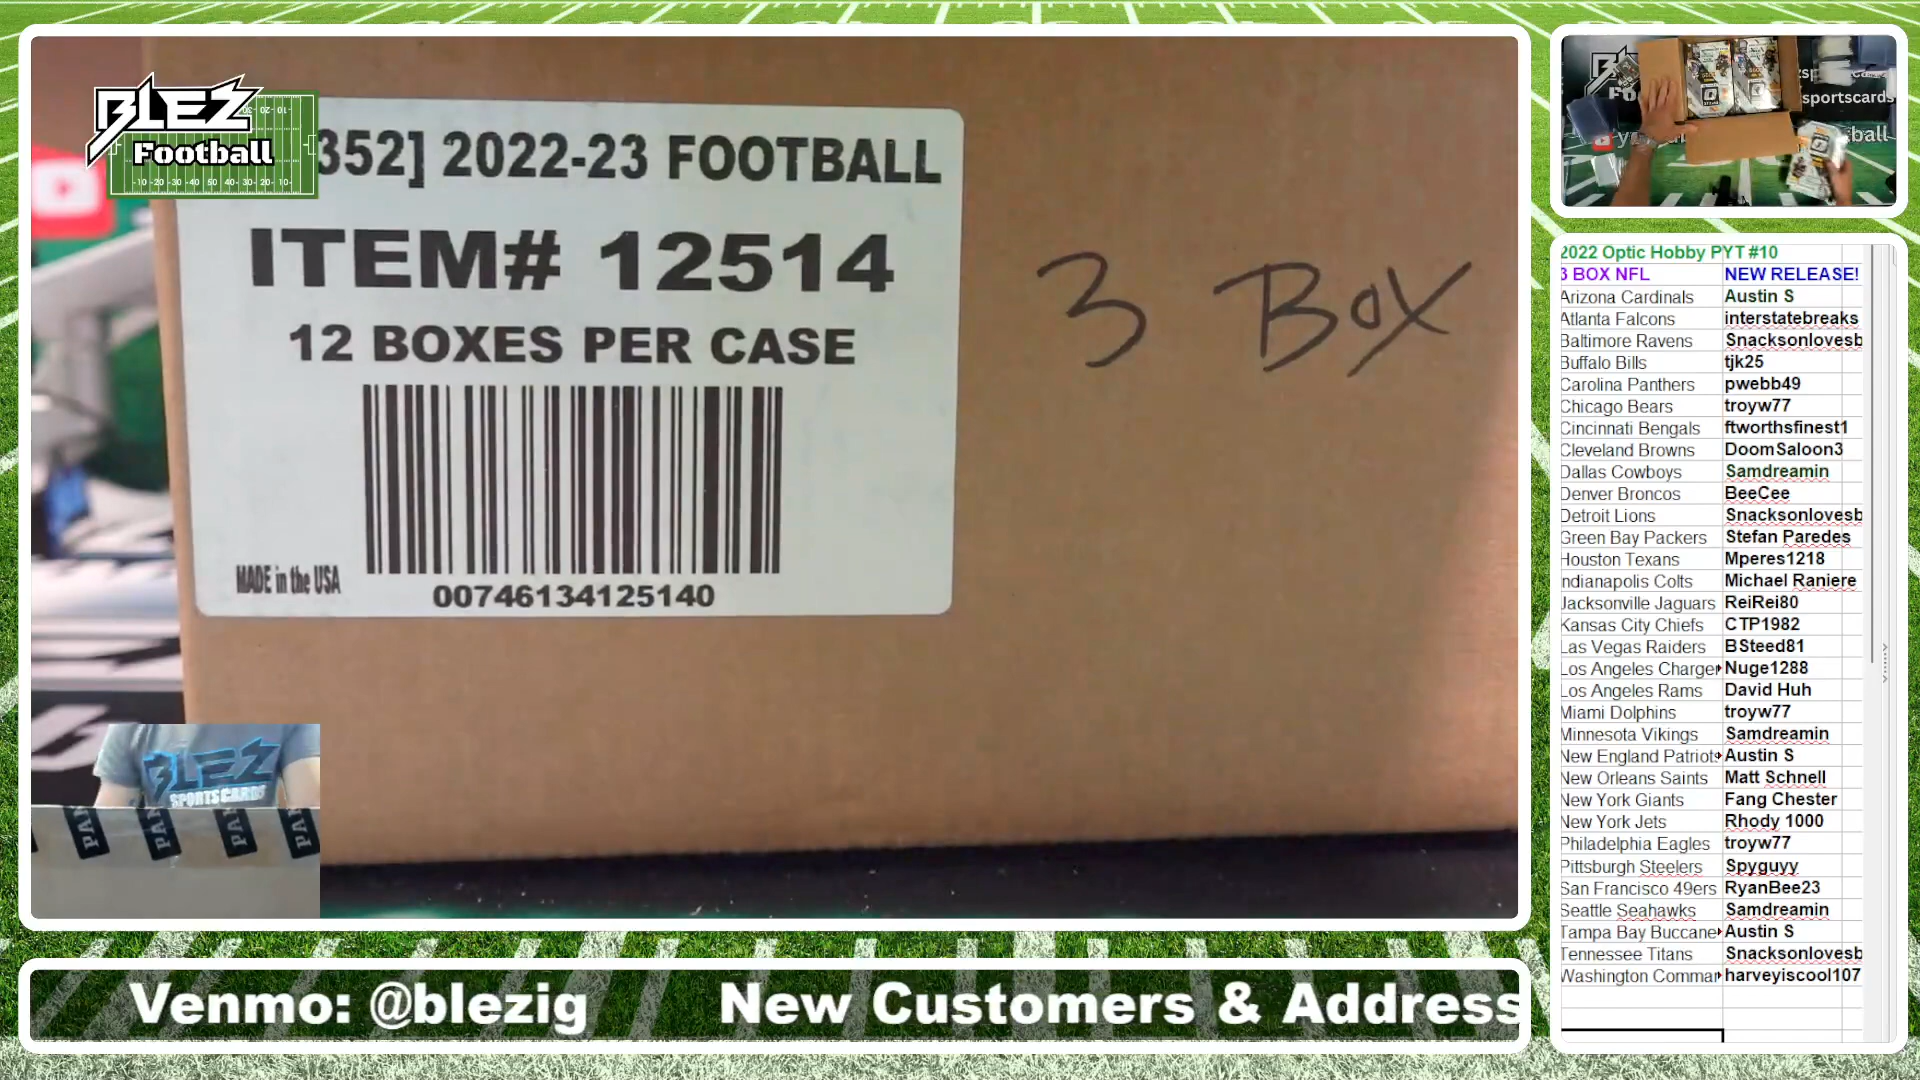 BLEZ
Football
352] 2022-23 FOOTBALL
ITEM# 12514
12 BOXES PER CASE
MADE in the USA
00746134125140
3 BOX
BLEZ
SPORTSCARDS
Venmo: @blezig New Customers & Address
sportscards
2022 Optic Hobby PYT #10
3 BOX NFL NEW RELEASE!
Arizona Cardinals Austin S
Atlanta Falcons interstatebreaks
Baltimore Ravens Snacksonlovesb
Buffalo Bills tjk25
Carolina Panthers pwebb49
Chicago Bears troyw77
Cincinnati Bengals ftworthsfinest1
Cleveland Browns DoomSaloon3
Dallas Cowboys Samdreamin
Denver Broncos BeeCee
Detroit Lions Snacksonlovesb
Green Bay Packers Stefan Paredes
Houston Texans Mperes1218
ndianapolis Colts Michael Raniere
Jacksonville Jaguars ReiRei80
Kansas City Chiefs CTP1982
Las Vegas Raiders BSteed81
Los Angeles Charger Nuge1288
Los Angeles Rams David Huh
Miami Dolphins troyw77
Minnesota Vikings Samdreamin
New England Patriots Austin S
New Orleans Saints Matt Schnell
New York Giants Fang Chester
New York Jets Rhody 1000
Philadelphia Eagles troyw77
Pittsburgh Steelers Spyguyy
San Francisco 49ers RyanBee23
Seattle Seahawks Samdreamin
Tampa Bay Buccane Austin S
Tennessee Titans Snacksonlovesb
Washington Comman harveyiscool107